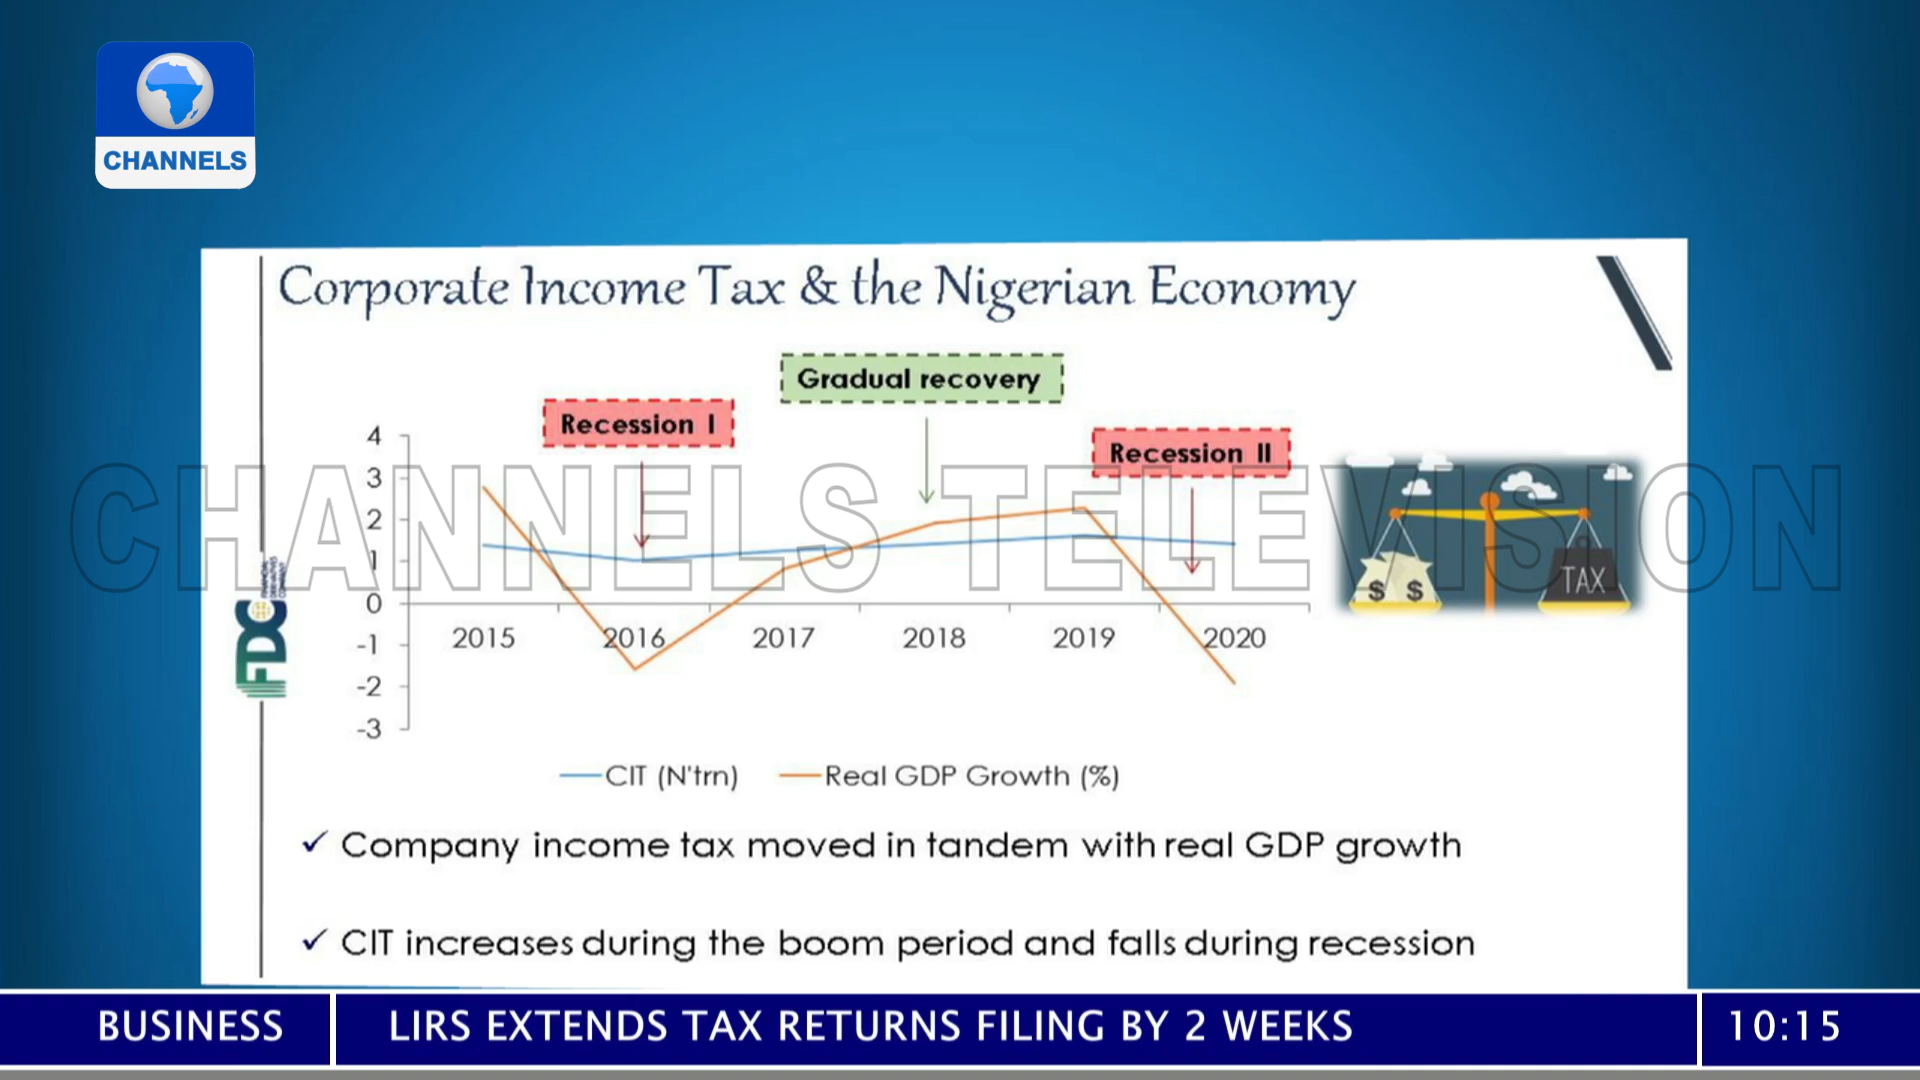 CHANNELS
Corporate Income Tax & the Nigerian Economy
Gradual recovery
Recession I
Recession II
4
3
2
1
0
-1
-2
-3
2015 2016 2017 2018 2019 2020
CHANNELS TELEVISION
$ $
TAX
FDC
CIT (N'trn) Real GDP Growth (%)
✓ Company income tax moved in tandem with real GDP growth
✓ CIT increases during the boom period and falls during recession
BUSINESS LIRS EXTENDS TAX RETURNS FILING BY 2 WEEKS 10:15